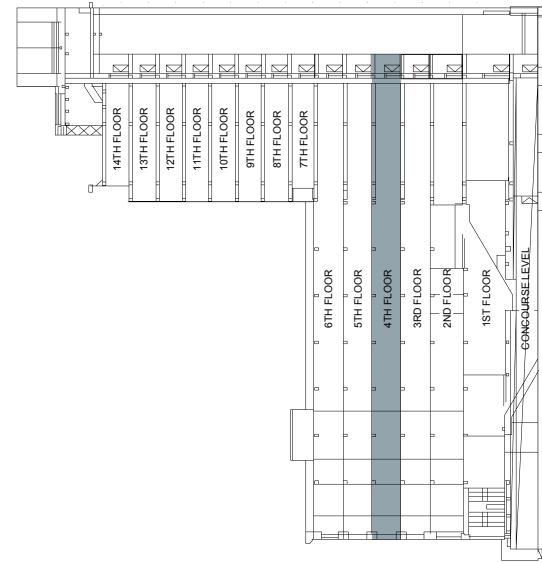 14TH FLOOR
13TH FLOOR
12TH FLOOR
11TH FLOOR
10TH FLOOR
9TH FLOOR
8TH FLOOR
7TH FLOOR
6TH FLOOR
5TH FLOOR
4TH FLOOR
3RD FLOOR
2ND FLOOR
1ST FLOOR
CONCOURSE LEVEL